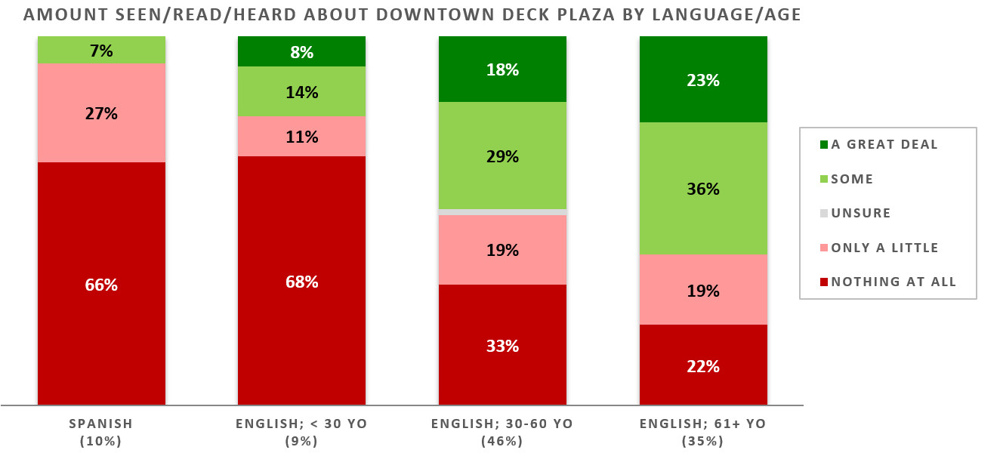 AMOUNT SEEN/READ/HEARD ABOUT DOWNTOWN DECK PLAZA BY LANGUAGE/AGE
7%
27%
66%
8%
14%
11%
68%
18%
29%
19%
33%
23%
36%
19%
22%
A GREAT DEAL
SOME
UNSURE
ONLY A LITTLE
NOTHING AT ALL
SPANISH
(10%)
ENGLISH; < 30 YO
(9%)
ENGLISH; 30-60 YO
(46%)
ENGLISH; 61+ YO
(35%)